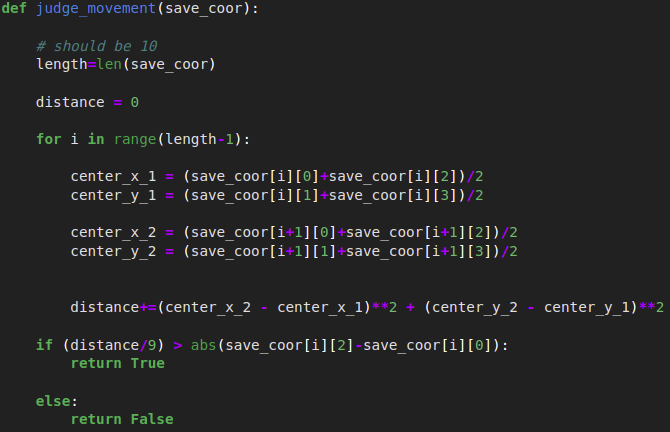 def judge_movement(save_coor):
    # should be 10
    length=len(save_coor)
    distance = 0
    for i in range(length-1):
        center_x_1 = (save_coor[i][0]+save_coor[i][2])/2
        center_y_1 = (save_coor[i][1]+save_coor[i][3])/2
        center_x_2 = (save_coor[i+1][0]+save_coor[i+1][2])/2
        center_y_2 = (save_coor[i+1][1]+save_coor[i+1][3])/2
        distance+=(center_x_2 - center_x_1)**2 + (center_y_2 - center_y_1)**2
    if (distance/9) > abs(save_coor[i][2]-save_coor[i][0]):
        return True
    else:
        return False